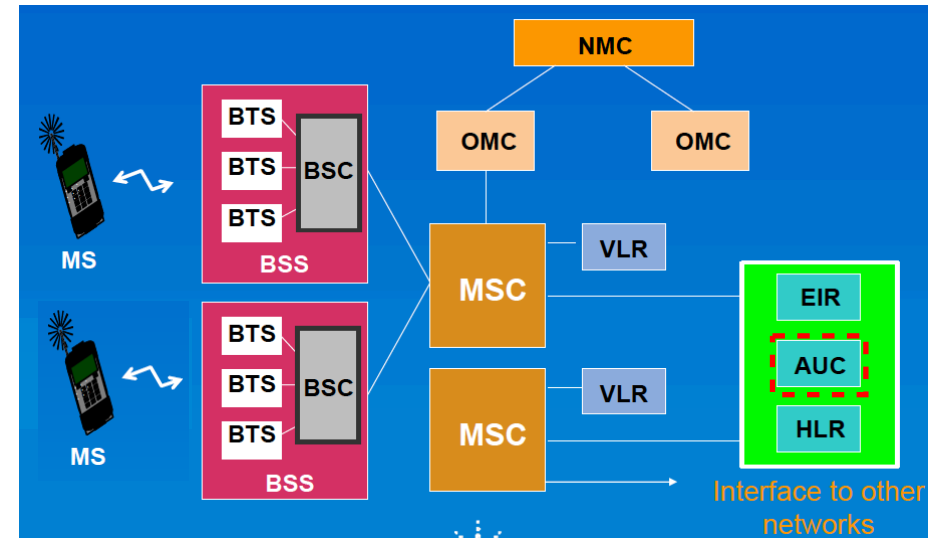 NMC
OMC
OMC
BTS
BTS
BTS
BSC
BSS
MS
MSC
VLR
EIR
AUC
HLR
BTS
BTS
BTS
BSC
BSS
MS
MSC
VLR
Interface to other
networks